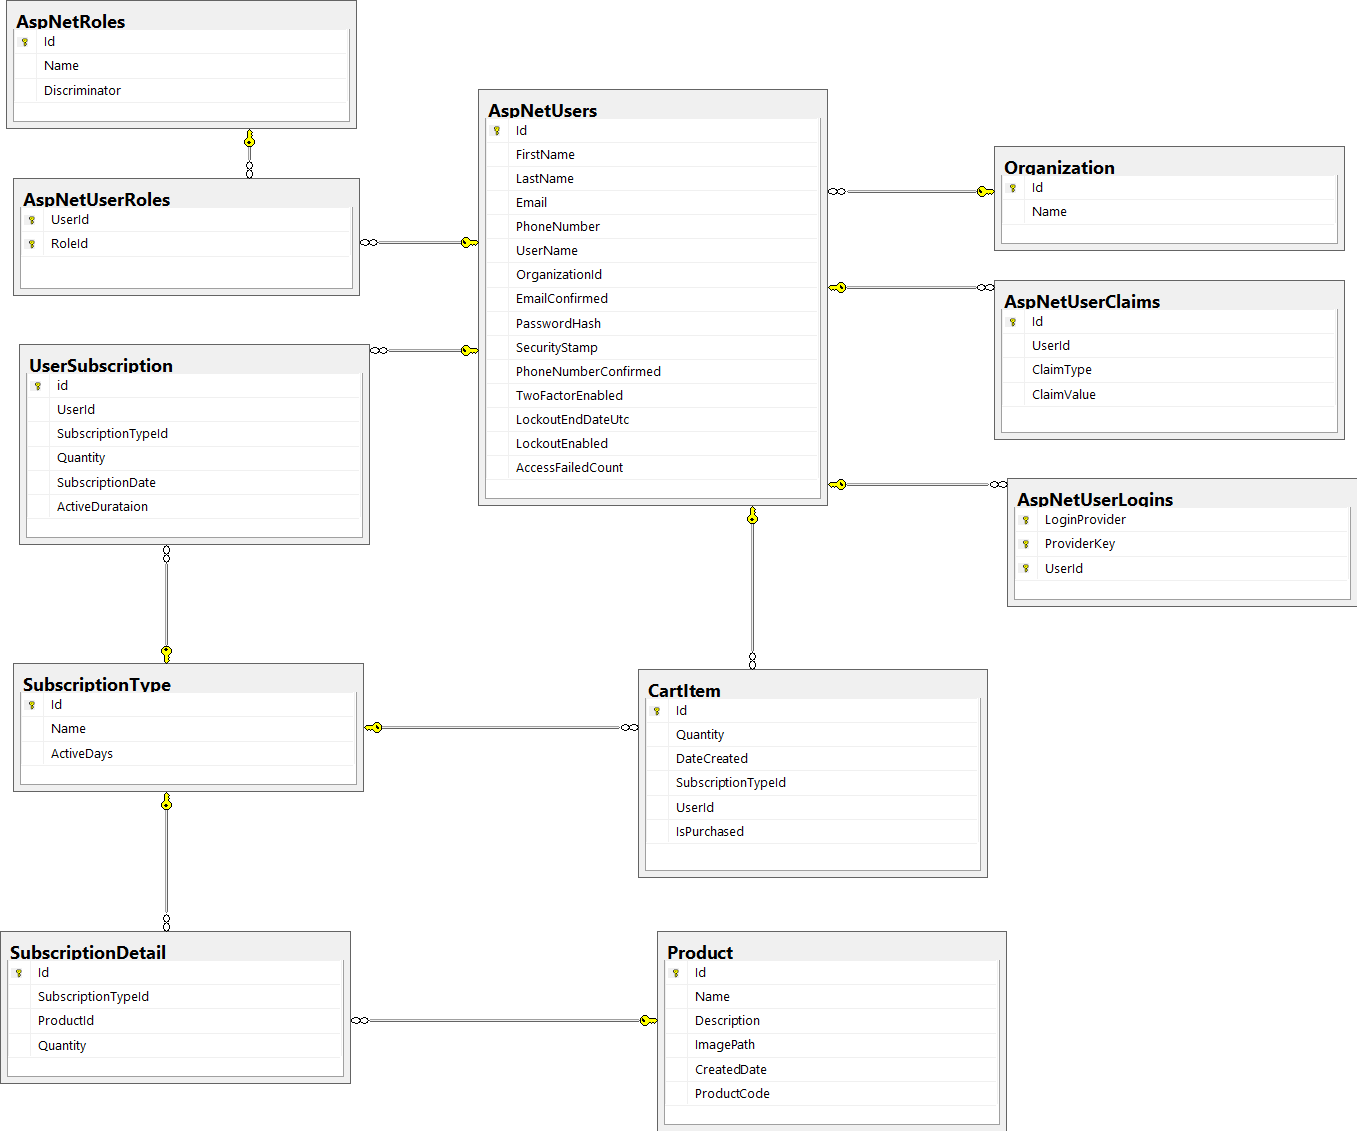 AspNetRoles
Id
Name
Discriminator
AspNetUserRoles
UserId
RoleId
UserSubscription
id
UserId
SubscriptionTypeId
Quantity
SubscriptionDate
ActiveDurataion
SubscriptionType
Id
Name
ActiveDays
SubscriptionDetail
Id
SubscriptionTypeId
ProductId
Quantity
AspNetUsers
Id
FirstName
LastName
Email
PhoneNumber
UserName
OrganizationId
EmailConfirmed
PasswordHash
SecurityStamp
PhoneNumberConfirmed
TwoFactorEnabled
LockoutEndDateUtc
LockoutEnabled
AccessFailedCount
CartItem
Id
Quantity
DateCreated
SubscriptionTypeId
UserId
IsPurchased
Product
Id
Name
Description
ImagePath
CreatedDate
ProductCode
Organization
Id
Name
AspNetUserClaims
Id
UserId
ClaimType
ClaimValue
AspNetUserLogins
LoginProvider
ProviderKey
UserId